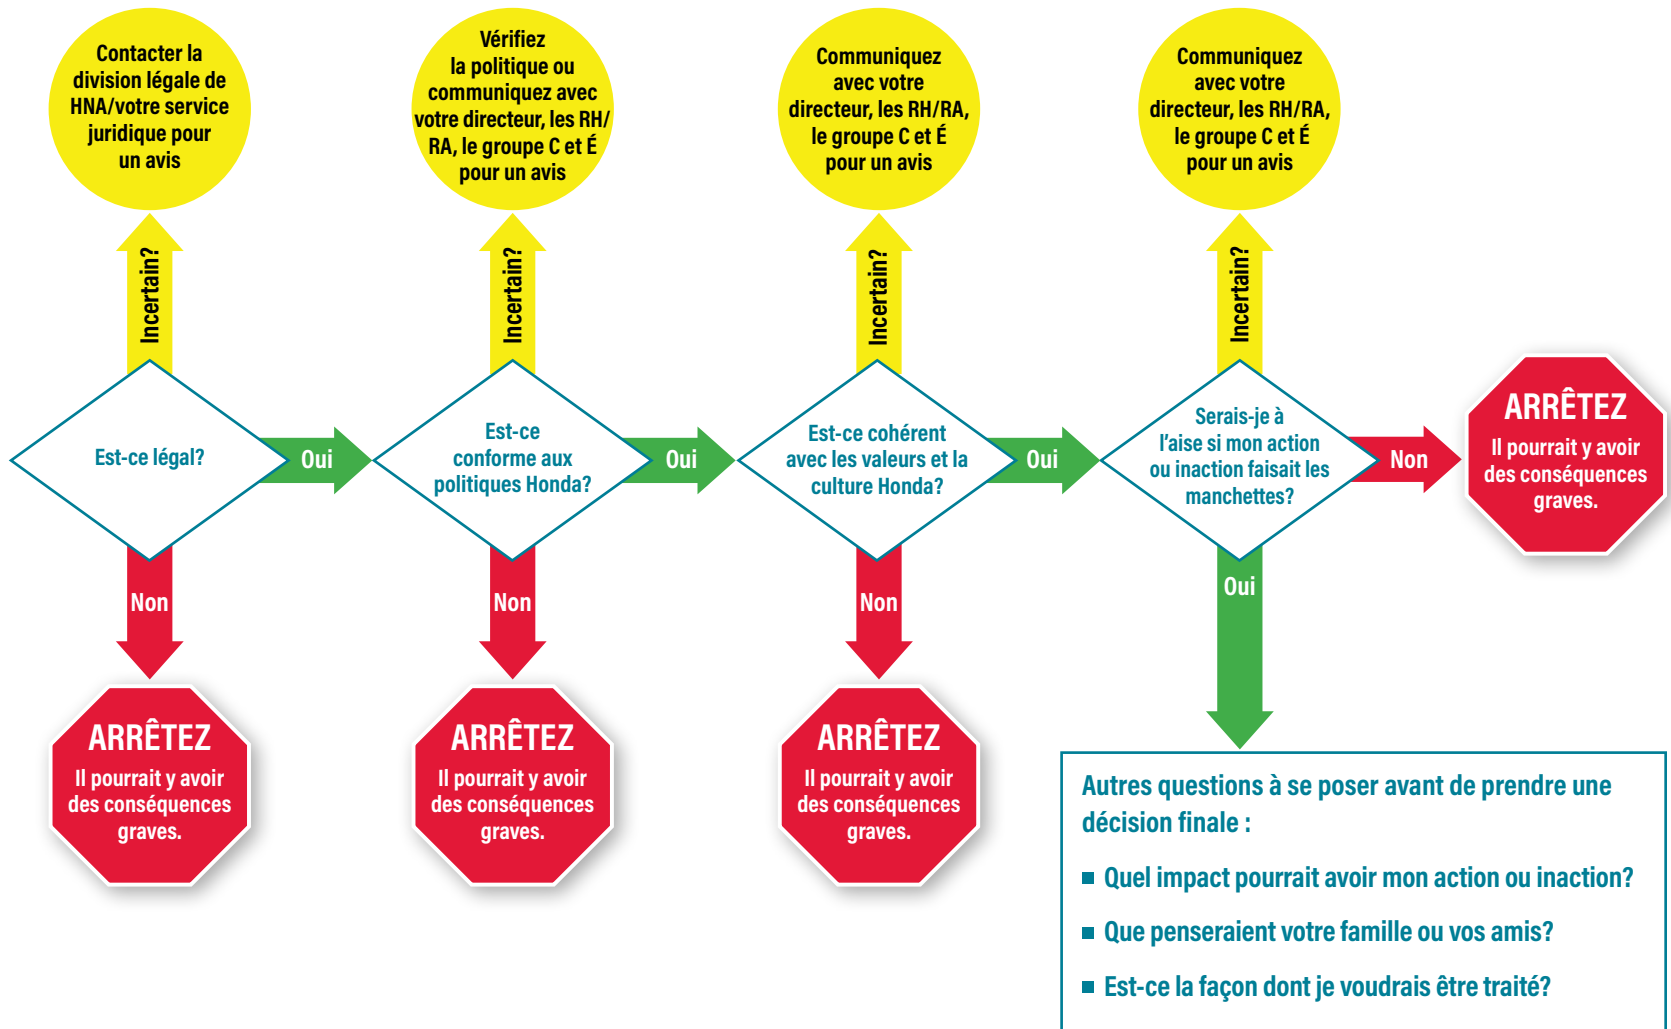 Contacter la
division légale de
HNA/votre service
juridique pour
un avis
Vérifiez
la politique ou
communiquez avec
votre directeur, les RH/
RA, le groupe C et É
pour un avis
Communiquez
avec votre
directeur, les RH/RA,
le groupe C et É
pour un avis
Communiquez
avec votre
directeur, les RH/RA,
le groupe C et É
pour un avis
Incertain?
Incertain?
Incertain?
Incertain?
Est-ce légal?
Oui
Est-ce
conforme aux
politiques Honda?
Oui
Est-ce cohérent
avec les valeurs et la
culture Honda?
Oui
Serais-je à
l'aise si mon action
ou inaction faisait les
manchettes?
Non
ARRÊTEZ
Il pourrait y avoir
des conséquences
graves.
Non
Non
Non
Oui
ARRÊTEZ
Il pourrait y avoir
des conséquences
graves.
ARRÊTEZ
Il pourrait y avoir
des conséquences
graves.
ARRÊTEZ
Il pourrait y avoir
des conséquences
graves.
Autres questions à se poser avant de prendre une
décision finale :
■ Quel impact pourrait avoir mon action ou inaction?
■ Que penseraient votre famille ou vos amis?
■ Est-ce la façon dont je voudrais être traité?